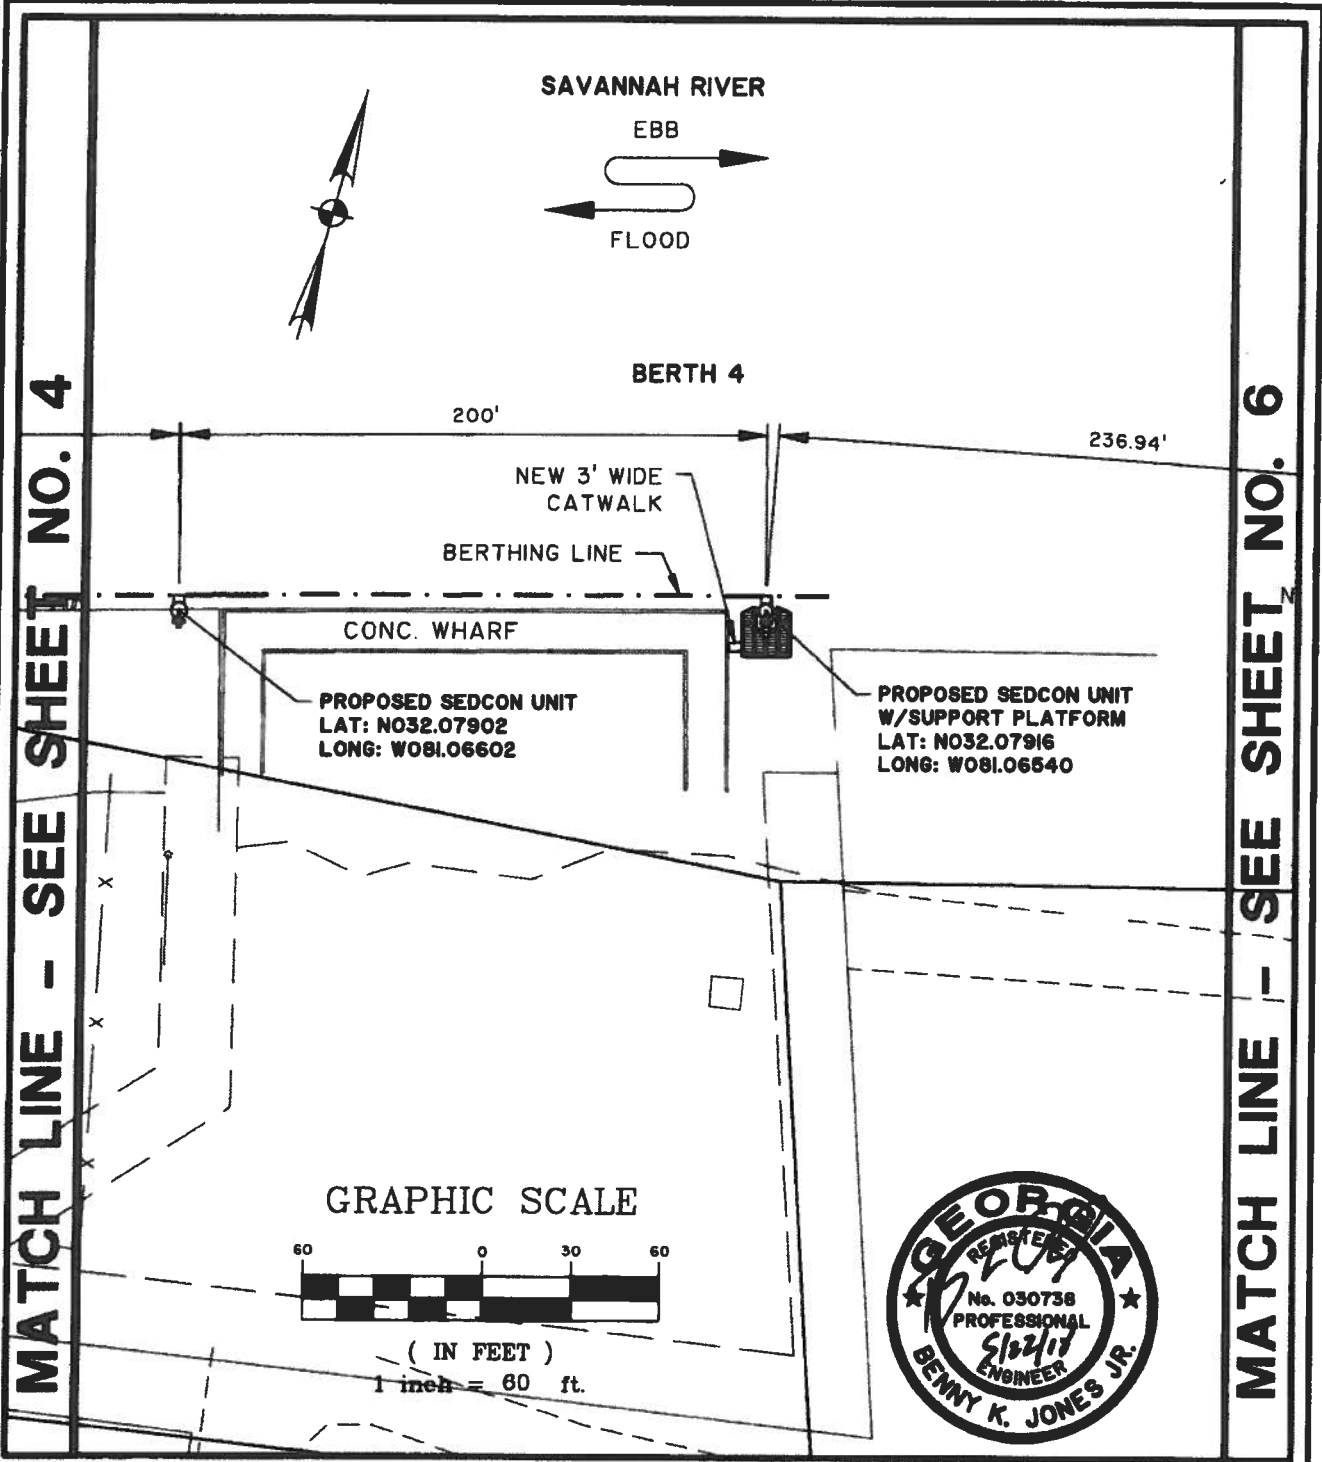 SAVANNAH RIVER
EBB
FLOOD
BERTH 4
200'
236.94'
NEW 3' WIDE
CATWALK
BERTHING LINE
CONC. WHARF
PROPOSED SEDCON UNIT
LAT: N032.07902
LONG: W081.06602
PROPOSED SEDCON UNIT
W/SUPPORT PLATFORM
LAT: N032.07916
LONG: W081.06540
N
X
X
X
MATCH LINE - SEE SHEET NO. 4
MATCH LINE - SEE SHEET NO. 6
GRAPHIC SCALE
60 0 30 60
( IN FEET )
1 inch = 60 ft.
GEORGIA
REGISTERED
No. 030738
PROFESSIONAL
ENGINEER
BENNY K. JONES JR.